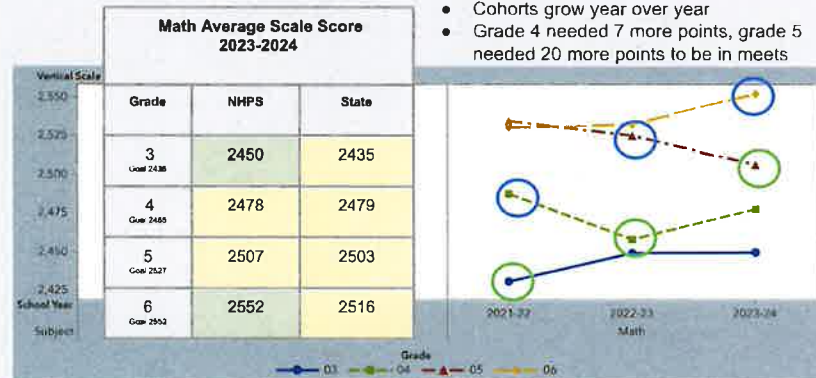 Math Average Scale Score
2023-2024
Grade NHPS State
3 2450 2435
Goal 2436
4 2478 2479
Goal 2485
5 2507 2503
Goal 2527
6 2552 2516
Goal 2552
• Cohorts grow year over year
• Grade 4 needed 7 more points, grade 5
needed 20 more points to be in meets
Vertical Scale
2,550
2,525
2,500
2,475
2,450
2,425
School Year
Subject
2021-22 2022-23 2023-24
Math
Grade
03 04 05 06